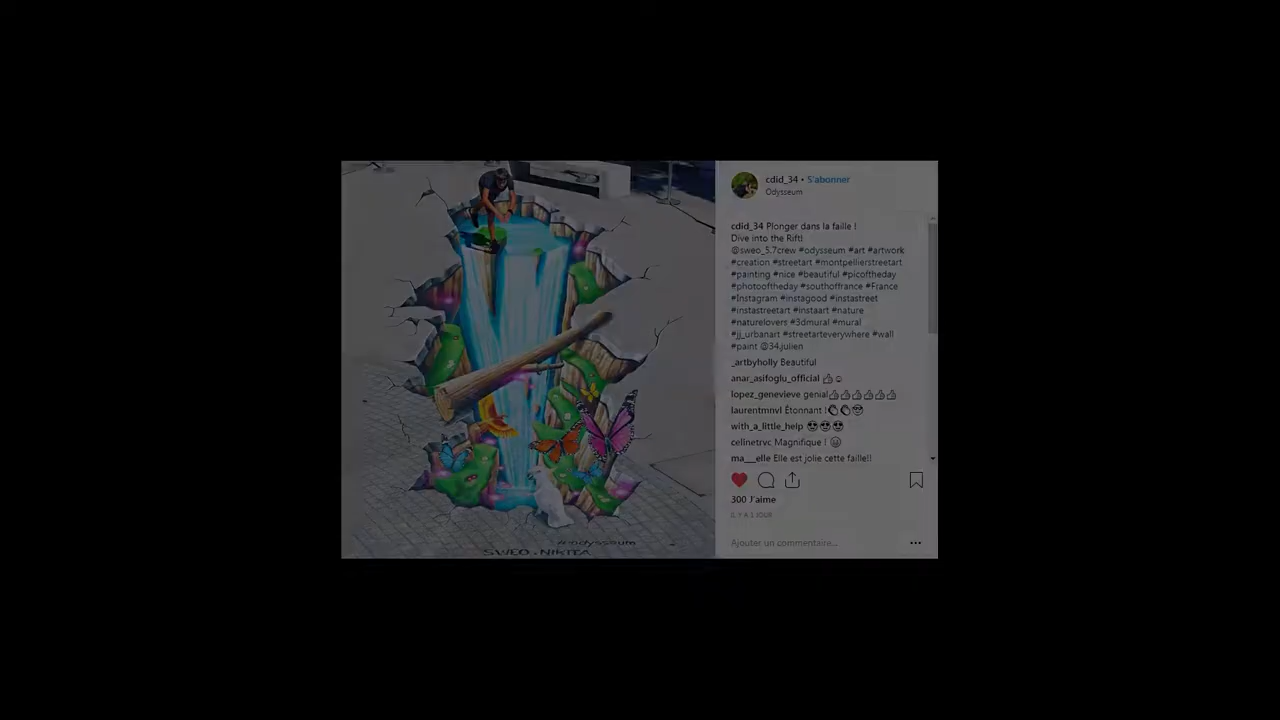 cdid_34 • S'abonner
Odysseum
cdid_34 Plonger dans la faille !
Dive into the Rift!
@sweo_5.7crew #odysseum #art #artwork
#creation #streetart #montpellierstreetart
#painting #nice #beautiful #picoftheday
#photooftheday #southoffrance #France
#Instagram #instagood #instastreet
#instastreetart #instaart #nature
#naturelovers #3dmural #mural
#jj_urbanart #streetarteverywhere #wall
#paint @34.julien
_artbyholly Beautiful
anar_asifoglu_official 👍☺
lopez_genevieve genial👍👍👍👍👍
laurentmnvl Étonnant !👏👏😎
with_a_little_help 😍😍😍
celinetrvc Magnifique ! 😀
ma___elle Elle est jolie cette faille!!
300 J'aime
IL Y A 1 JOUR
Ajouter un commentaire...
#odysseum
SWEO . NIKITA